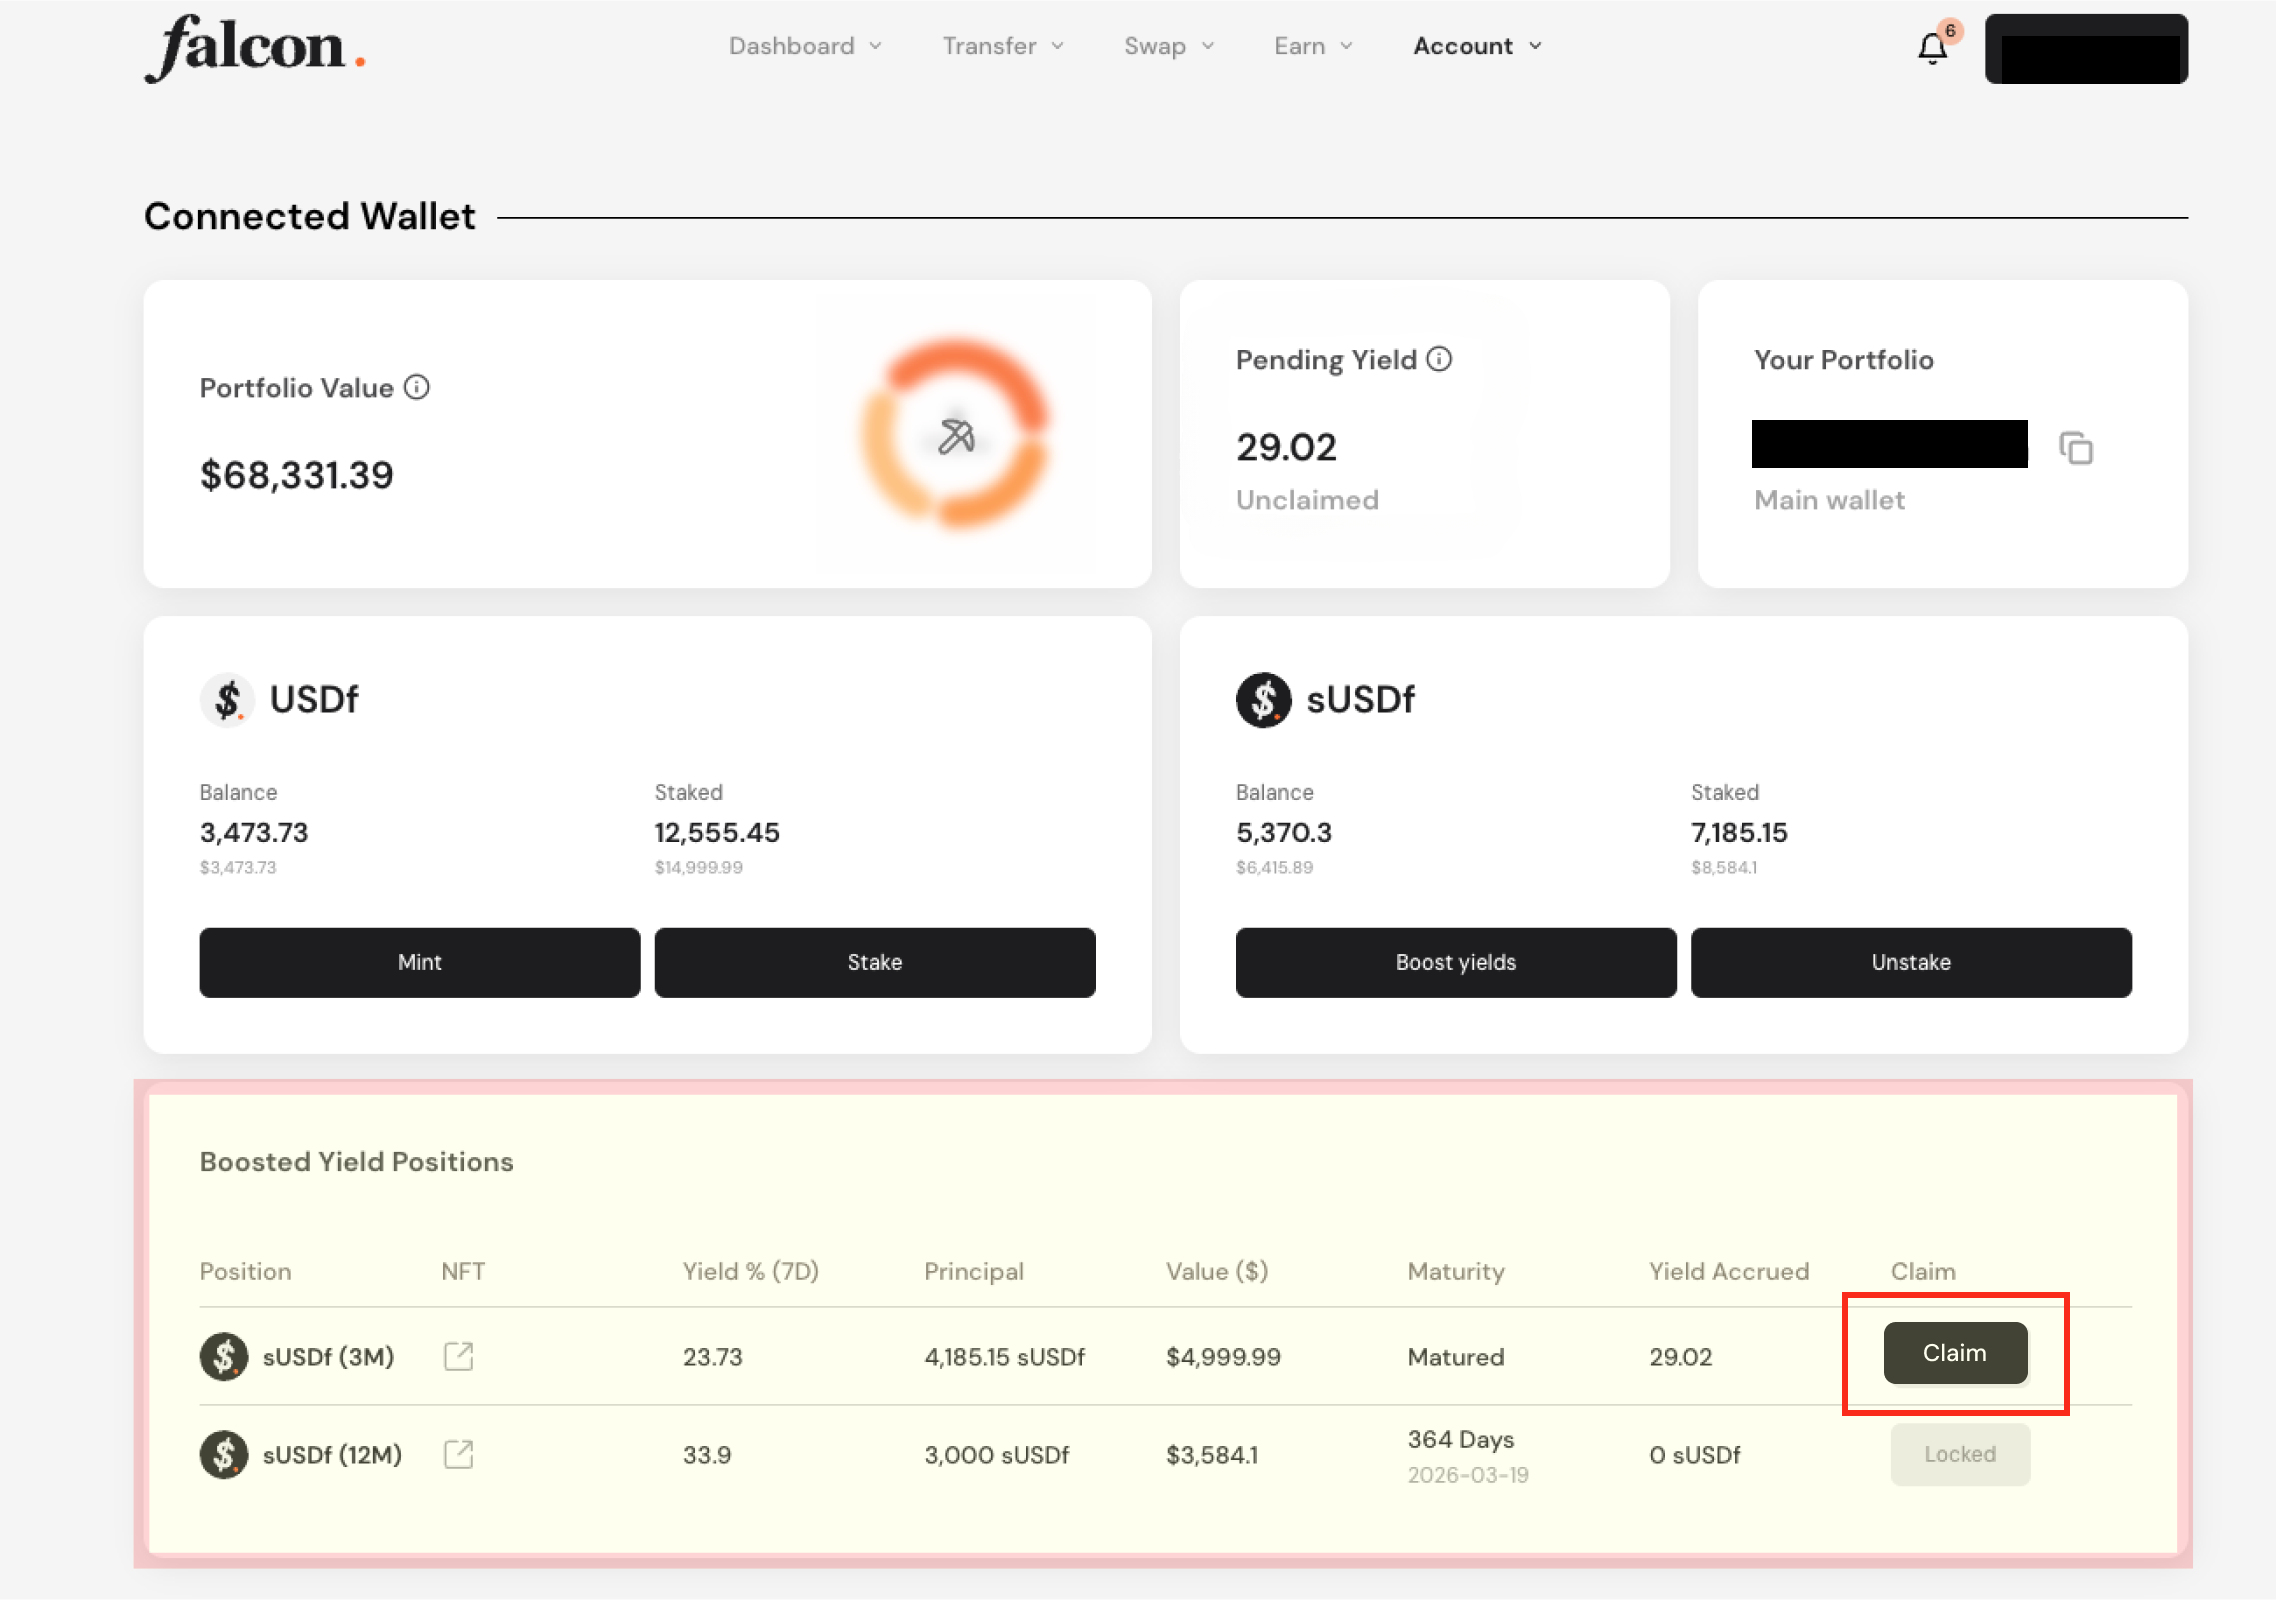 falcon.
Dashboard Transfer Swap Earn Account 6
Connected Wallet
Portfolio Value
$68,331.39
Pending Yield
29.02
Unclaimed
Your Portfolio
Main wallet
USDf
Balance Staked
3,473.73 12,555.45
$3,473.73 $14,999.99
Mint Stake
sUSDf
Balance Staked
5,370.3 7,185.15
$6,415.89 $8,584.1
Boost yields Unstake
Boosted Yield Positions
Position NFT Yield % (7D) Principal Value ($) Maturity Yield Accrued Claim
sUSDf (3M) 23.73 4,185.15 sUSDf $4,999.99 Matured 29.02 Claim
sUSDf (12M) 33.9 3,000 sUSDf $3,584.1 364 Days 0 sUSDf Locked
2026-03-19